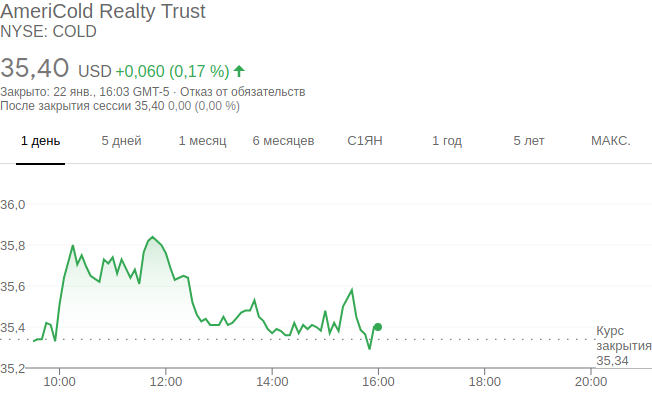 AmeriCold Realty Trust
NYSE: COLD
35,40 USD +0,060 (0,17 %)
Закрыто: 22 янв., 16:03 GMT-5 · Отказ от обязательств
После закрытия сессии 35,40 0,00 (0,00 %)
1 день 5 дней 1 месяц 6 месяцев С1ЯН 1 год 5 лет МАКС.
36,0
35,8
35,6
35,4
Курс
закрытия
35,34
35,2
10:00 12:00 14:00 16:00 18:00 20:00